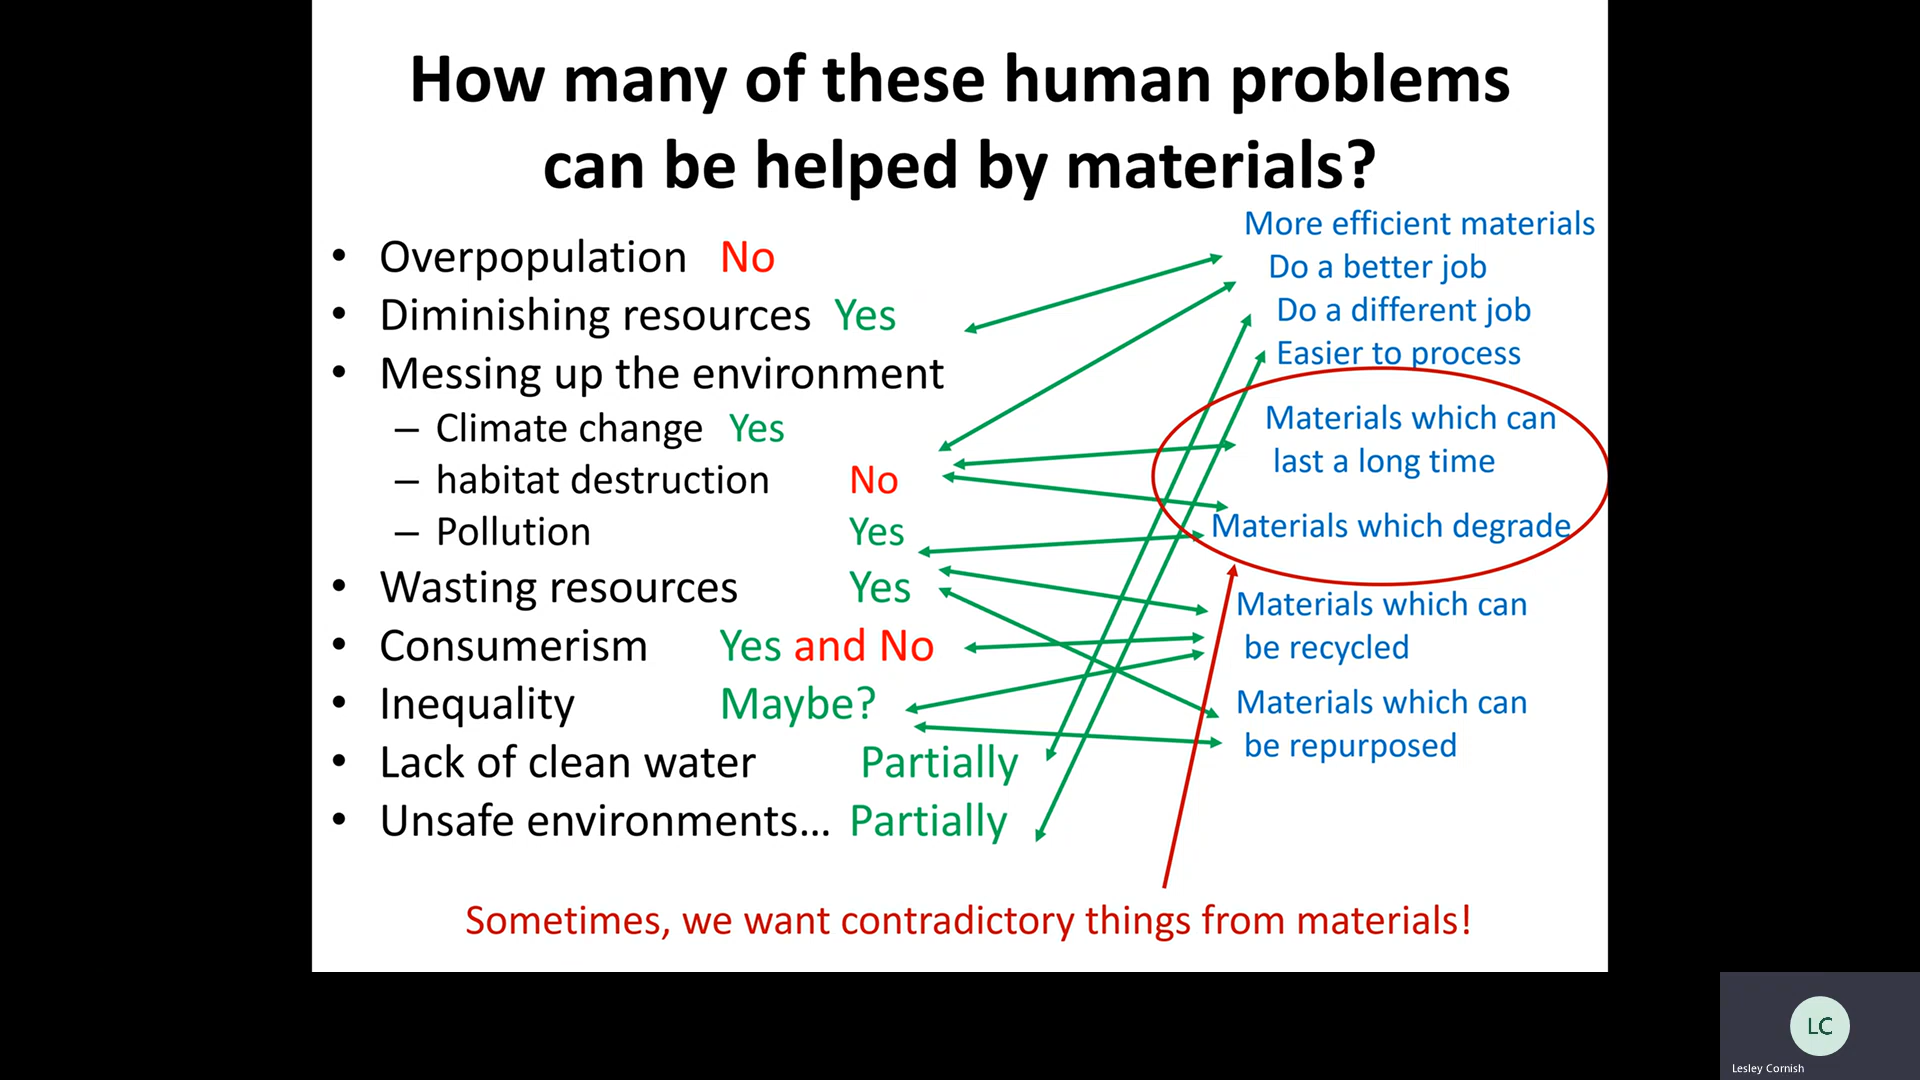 How many of these human problems
can be helped by materials?
• Overpopulation No
• Diminishing resources Yes
• Messing up the environment
– Climate change Yes
– habitat destruction No
– Pollution Yes
• Wasting resources Yes
• Consumerism Yes and No
• Inequality Maybe?
• Lack of clean water Partially
• Unsafe environments... Partially
More efficient materials
Do a better job
Do a different job
Easier to process
Materials which can
last a long time
Materials which degrade
Materials which can
be recycled
Materials which can
be repurposed
Sometimes, we want contradictory things from materials!
LC
Lesley Cornish